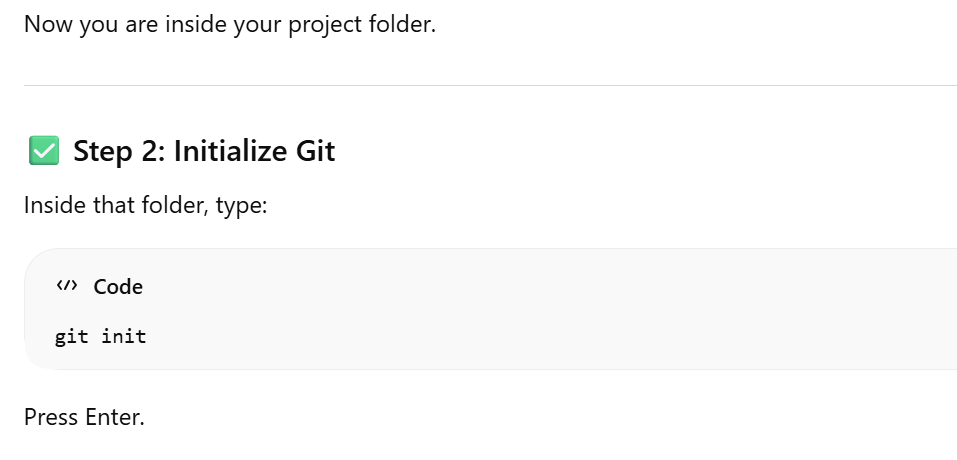 Now you are inside your project folder.
✅ Step 2: Initialize Git
Inside that folder, type:
</> Code
git init
Press Enter.